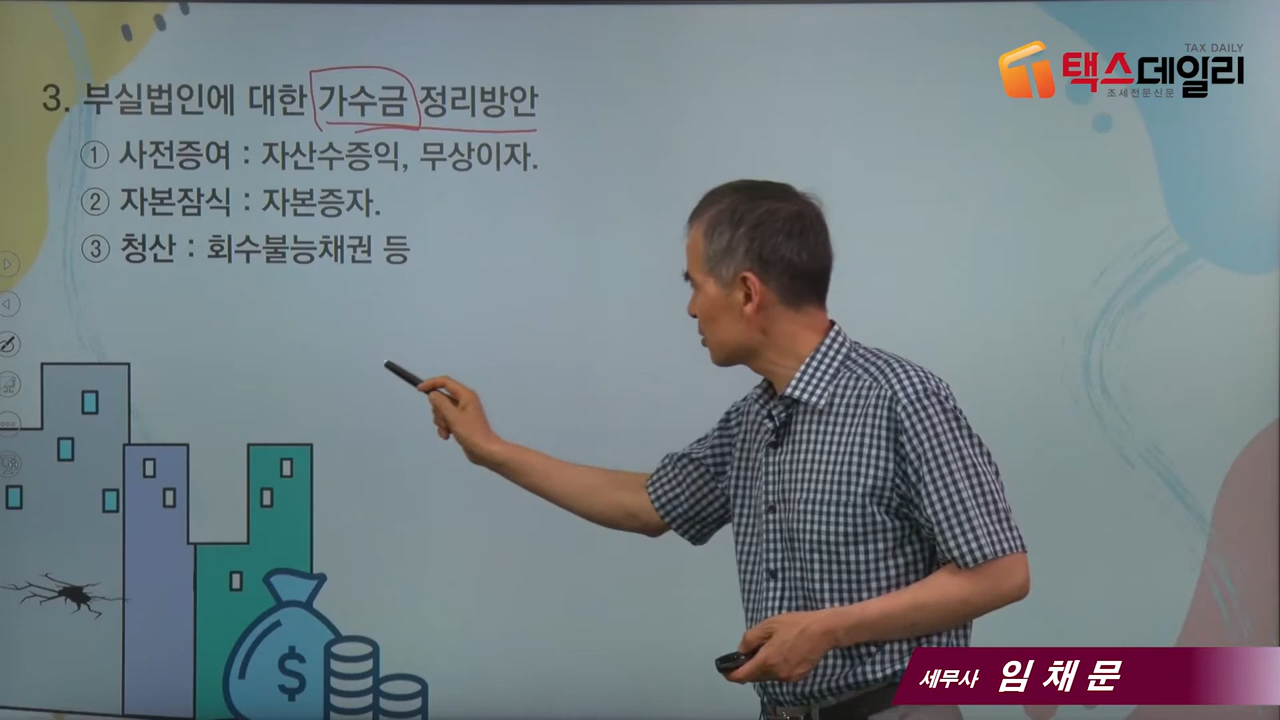 3. 부실법인에 대한 가수금 정리방안
① 사전증여 : 자산수증익, 무상이자.
② 자본잠식 : 자본증자.
③ 청산 : 회수불능채권 등
TAX DAILY
택스데일리
조세전문신문
$
세무사 임채문